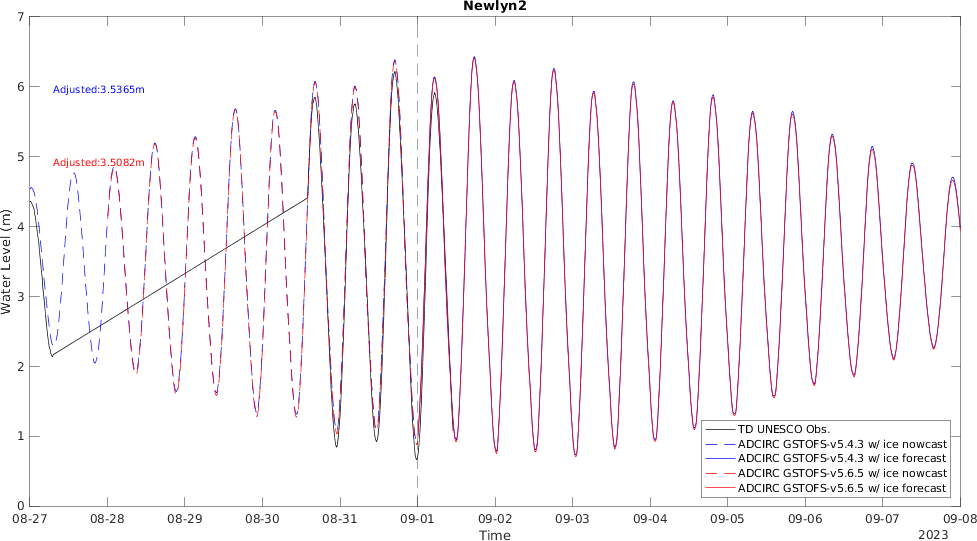 Newlyn2
7
6
5
4
3
2
1
0
Water Level (m)
Adjusted:3.5365m
Adjusted:3.5082m
TD UNESCO Obs.
ADCIRC GSTOFS-v5.4.3 w/ ice nowcast
ADCIRC GSTOFS-v5.4.3 w/ ice forecast
ADCIRC GSTOFS-v5.6.5 w/ ice nowcast
ADCIRC GSTOFS-v5.6.5 w/ ice forecast
08-27 08-28 08-29 08-30 08-31 09-01 09-02 09-03 09-04 09-05 09-06 09-07 09-08
Time
2023